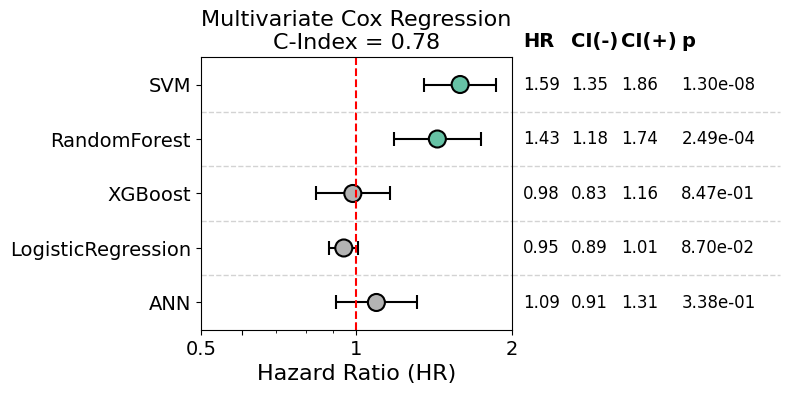 Multivariate Cox Regression
C-Index = 0.78
HR CI(-) CI(+) p
SVM 1.59 1.35 1.86 1.30e-08
RandomForest 1.43 1.18 1.74 2.49e-04
XGBoost 0.98 0.83 1.16 8.47e-01
LogisticRegression 0.95 0.89 1.01 8.70e-02
ANN 1.09 0.91 1.31 3.38e-01
0.5 1 2
Hazard Ratio (HR)